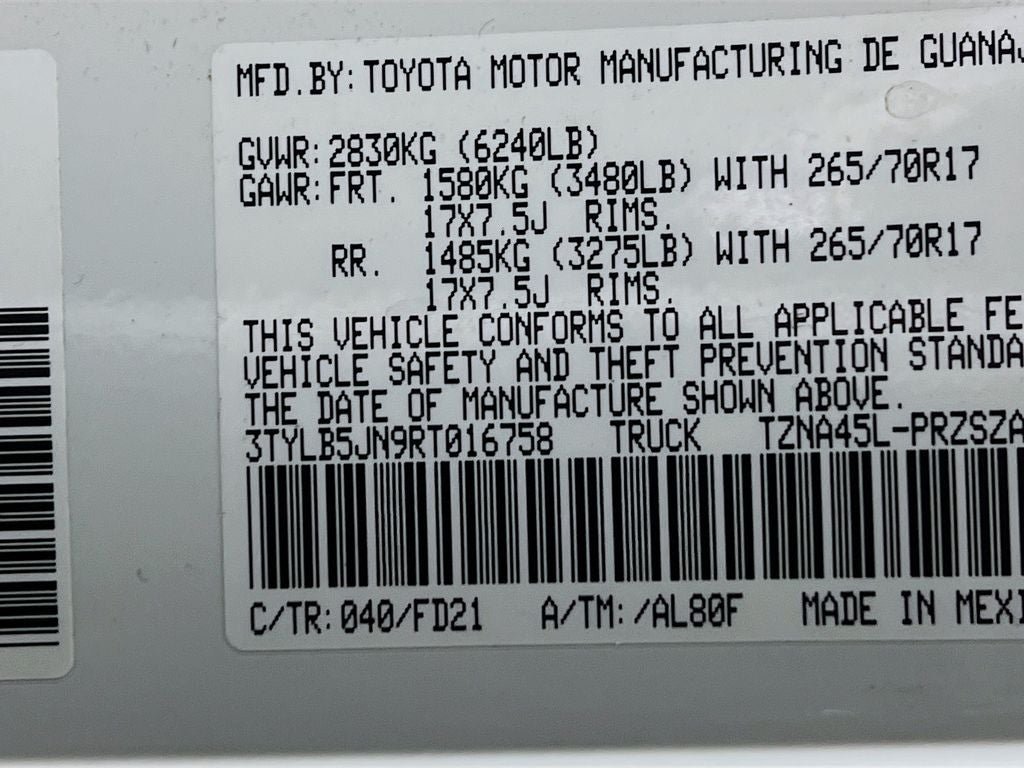 MFD.BY:TOYOTA MOTOR MANUFACTURING DE GUANAJ
GVWR:2830KG (6240LB)
GAWR:FRT. 1580KG (3480LB) WITH 265/70R17
17X7.5J RIMS.
RR. 1485KG (3275LB) WITH 265/70R17
17X7.5J RIMS.
THIS VEHICLE CONFORMS TO ALL APPLICABLE FE
VEHICLE SAFETY AND THEFT PREVENTION STANDA
THE DATE OF MANUFACTURE SHOWN ABOVE.
3TYLB5JN9RT016758 TRUCK TZNA45L-PRZSZA
C/TR:040/FD21 A/TM:/AL80F MADE IN MEXI